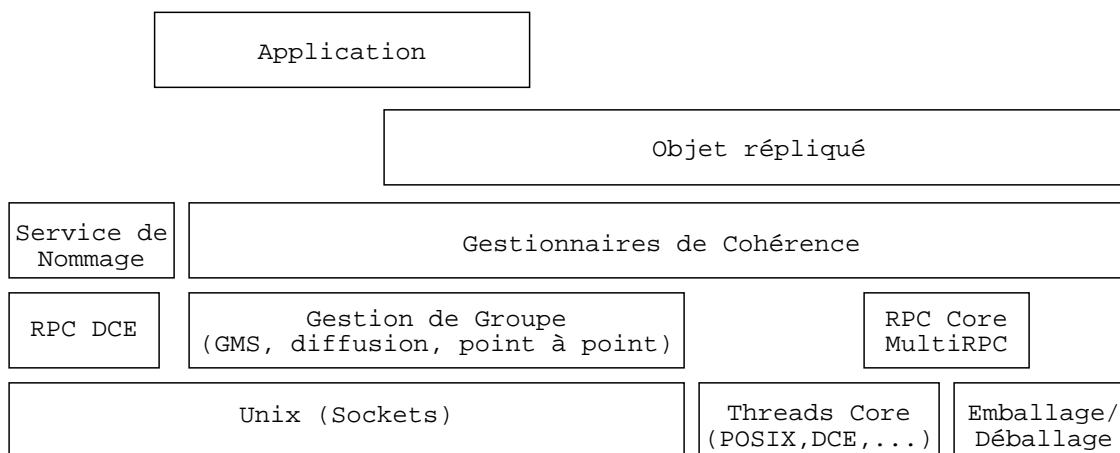 Application
Objet répliqué
Service de
Nommage
Gestionnaires de Cohérence
RPC DCE
Gestion de Groupe
(GMS, diffusion, point à point)
RPC Core
MultiRPC
Unix (Sockets)
Threads Core
(POSIX,DCE,...)
Emballage/
Déballage